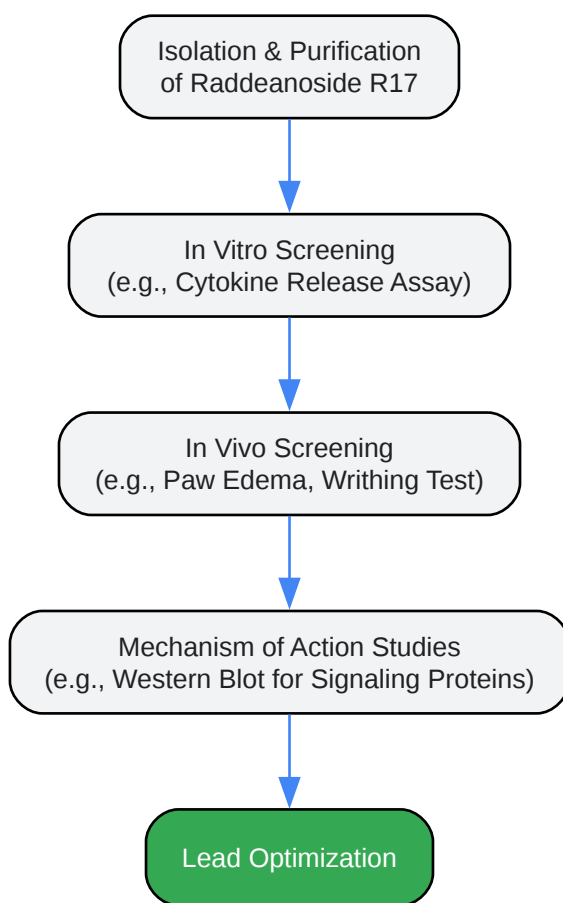 Isolation & Purification
of Raddeanoside R17
In Vitro Screening
(e.g., Cytokine Release Assay)
In Vivo Screening
(e.g., Paw Edema, Writhing Test)
Mechanism of Action Studies
(e.g., Western Blot for Signaling Proteins)
Lead Optimization